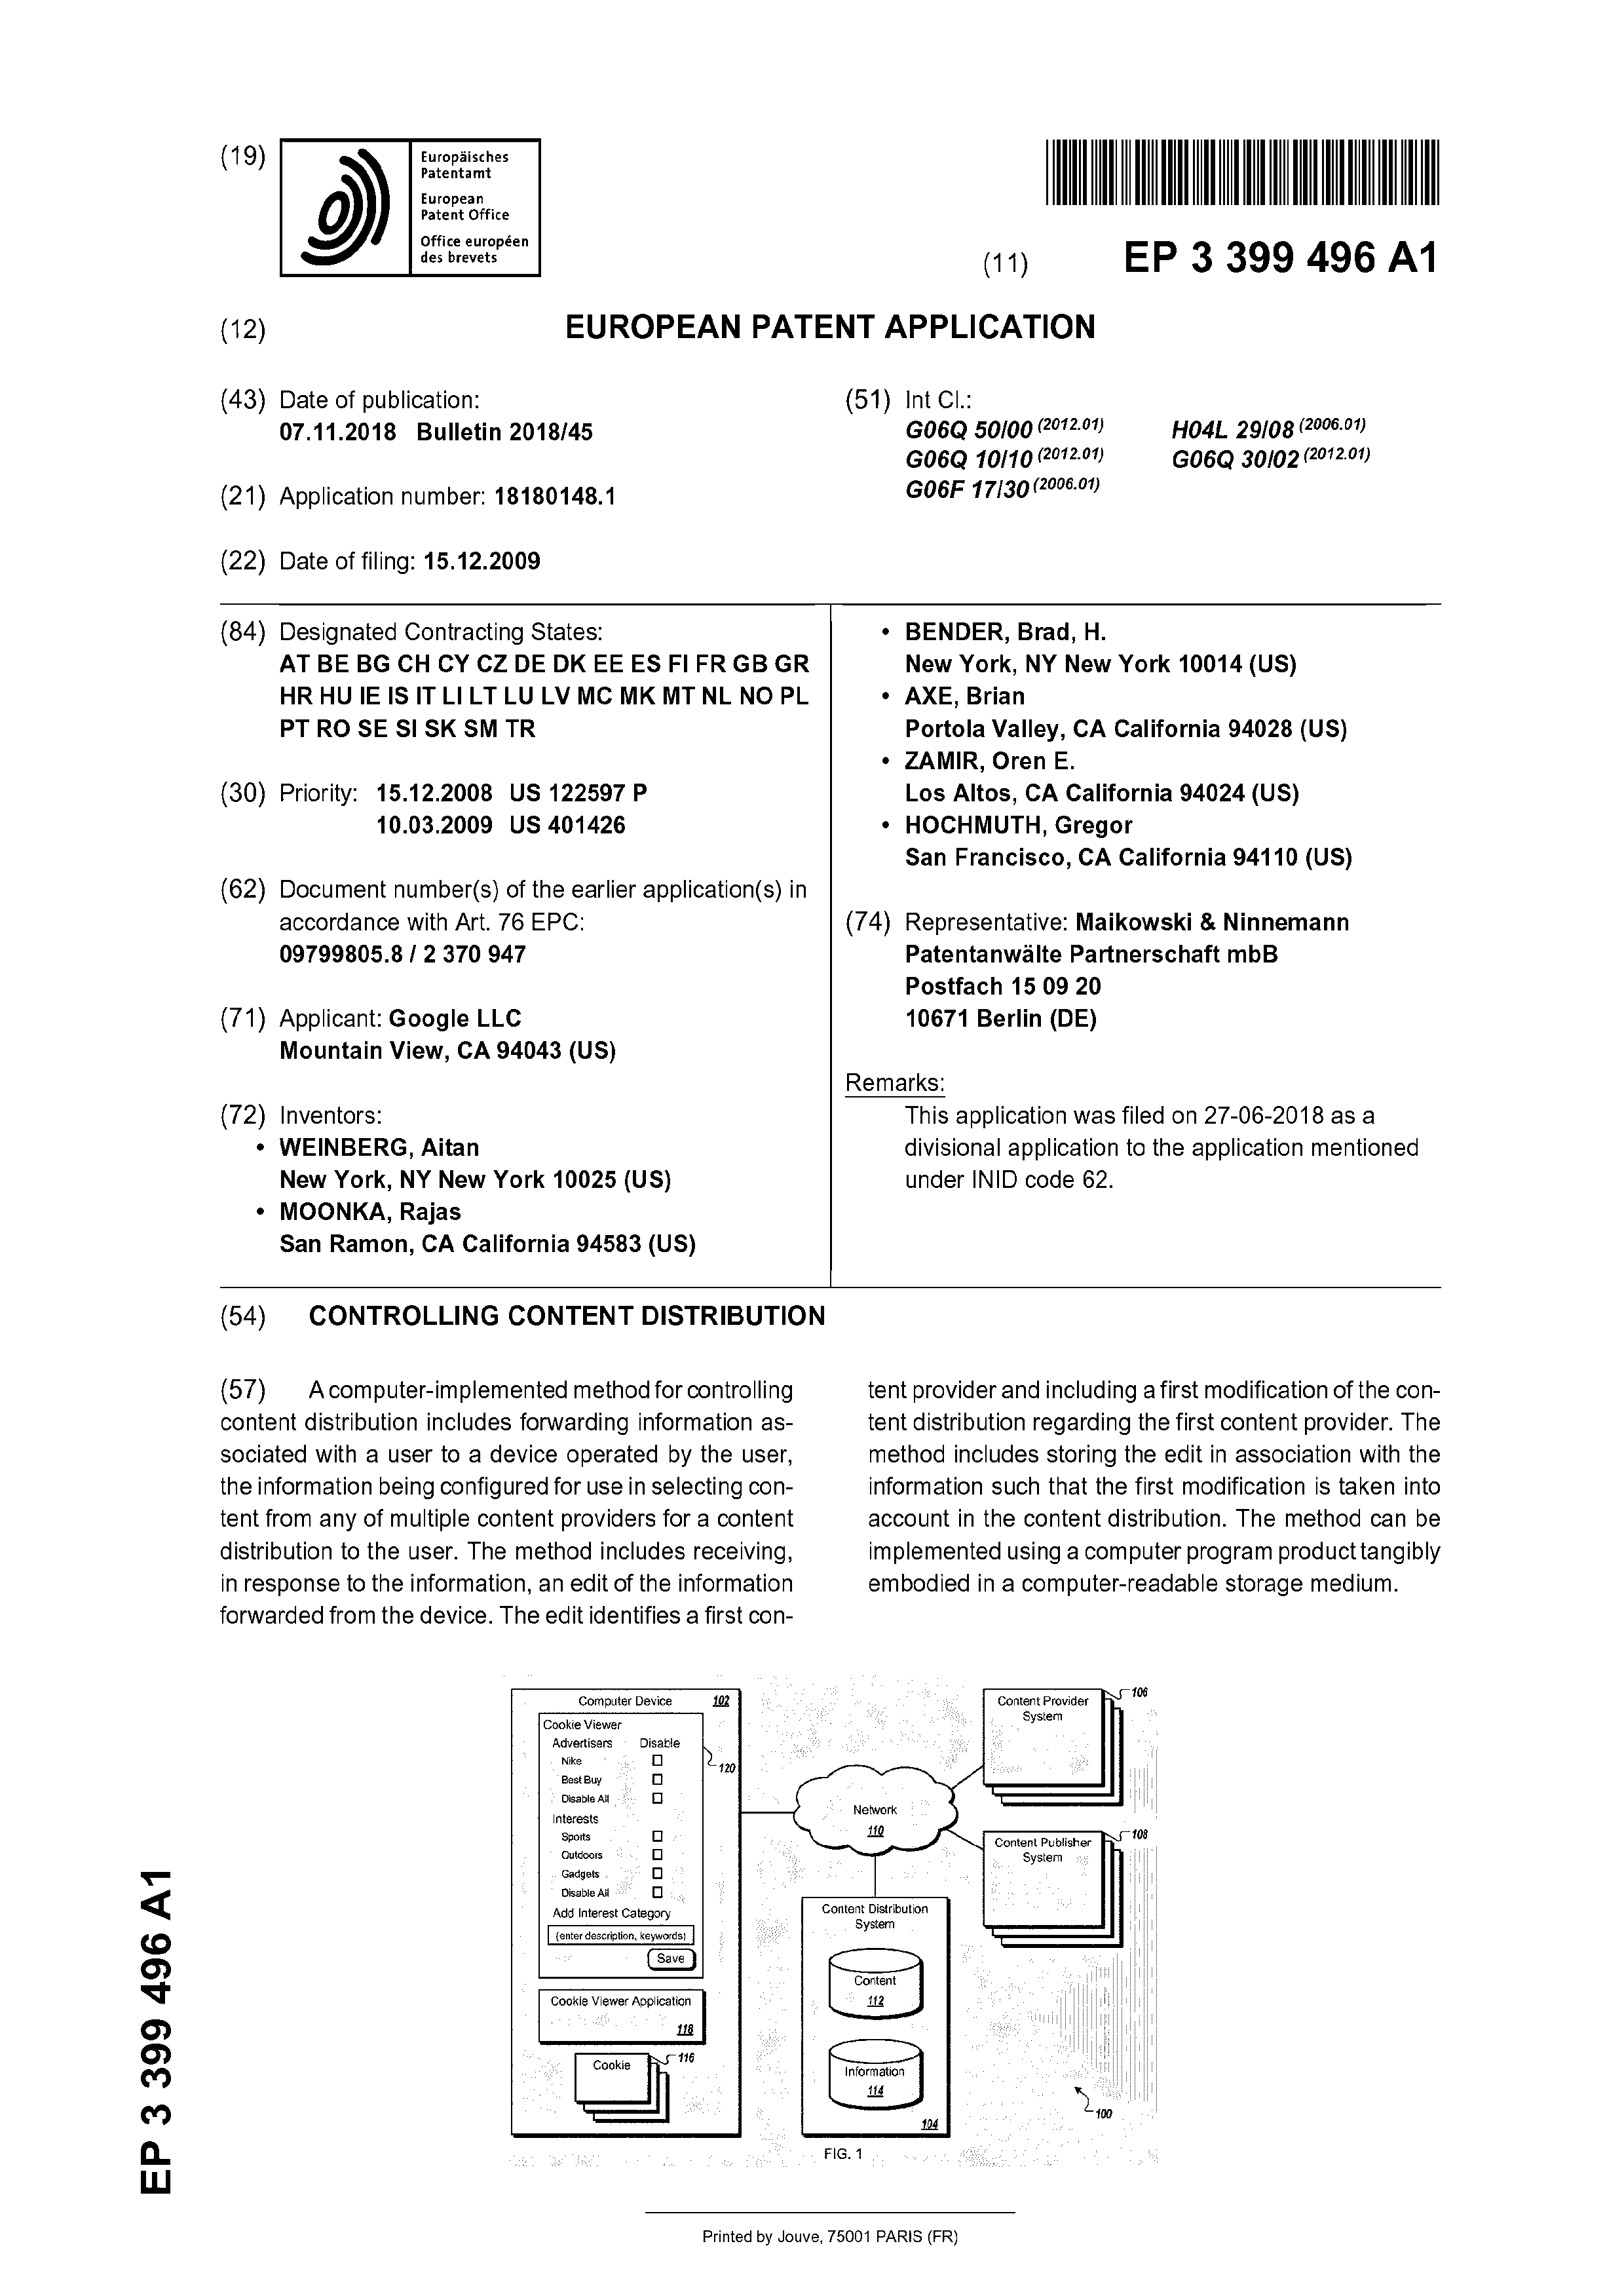 (19)
Europäisches
Patentamt
European
Patent Office
Office européen
des brevets
(11) EP 3 399 496 A1
(12) EUROPEAN PATENT APPLICATION
(43) Date of publication:
07.11.2018 Bulletin 2018/45
(21) Application number: 18180148.1
(22) Date of filing: 15.12.2009
(51) Int Cl.:
G06Q 50/00 (2012.01) H04L 29/08 (2006.01)
G06Q 10/10 (2012.01) G06Q 30/02 (2012.01)
G06F 17/30 (2006.01)
(84) Designated Contracting States:
AT BE BG CH CY CZ DE DK EE ES FI FR GB GR
HR HU IE IS IT LI LT LU LV MC MK MT NL NO PL
PT RO SE SI SK SM TR
(30) Priority: 15.12.2008 US 122597 P
10.03.2009 US 401426
(62) Document number(s) of the earlier application(s) in
accordance with Art. 76 EPC:
09799805.8 / 2 370 947
(71) Applicant: Google LLC
Mountain View, CA 94043 (US)
(72) Inventors:
• WEINBERG, Aitan
New York, NY New York 10025 (US)
• MOONKA, Rajas
San Ramon, CA California 94583 (US)
• BENDER, Brad, H.
New York, NY New York 10014 (US)
• AXE, Brian
Portola Valley, CA California 94028 (US)
• ZAMIR, Oren E.
Los Altos, CA California 94024 (US)
• HOCHMUTH, Gregor
San Francisco, CA California 94110 (US)
(74) Representative: Maikowski & Ninnemann
Patentanwälte Partnerschaft mbB
Postfach 15 09 20
10671 Berlin (DE)
Remarks:
This application was filed on 27-06-2018 as a
divisional application to the application mentioned
under INID code 62.
(54) CONTROLLING CONTENT DISTRIBUTION
(57) A computer-implemented method for controlling
content distribution includes forwarding information as-
sociated with a user to a device operated by the user,
the information being configured for use in selecting con-
tent from any of multiple content providers for a content
distribution to the user. The method includes receiving,
in response to the information, an edit of the information
forwarded from the device. The edit identifies a first con-
tent provider and including a first modification of the con-
tent distribution regarding the first content provider. The
method includes storing the edit in association with the
information such that the first modification is taken into
account in the content distribution. The method can be
implemented using a computer program product tangibly
embodied in a computer-readable storage medium.
Computer Device 102
Cookie Viewer
Advertisers Disable
Nike
Best Buy
Disable All
Interests
Sports
Outdoors
Gadgets
Disable All
Add Interest Category
(enter description, keywords)
Save
120
Cookie Viewer Application
118
Cookie
116
Network
110
Content Provider
System
106
Content Publisher
System
108
Content Distribution
System
Content
112
Information
114
104
100
FIG. 1
EP 3 399 496 A1
Printed by Jouve, 75001 PARIS (FR)